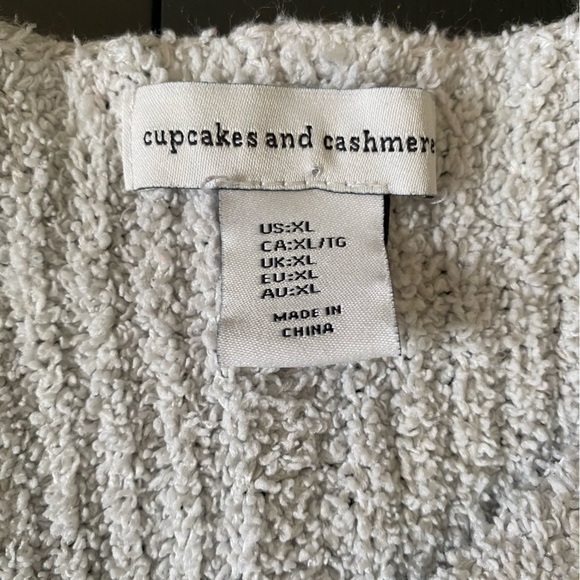 cupcakes and cashmere
US:XL
CA:XL/TG
UK:XL
EU:XL
AU:XL
MADE IN
CHINA